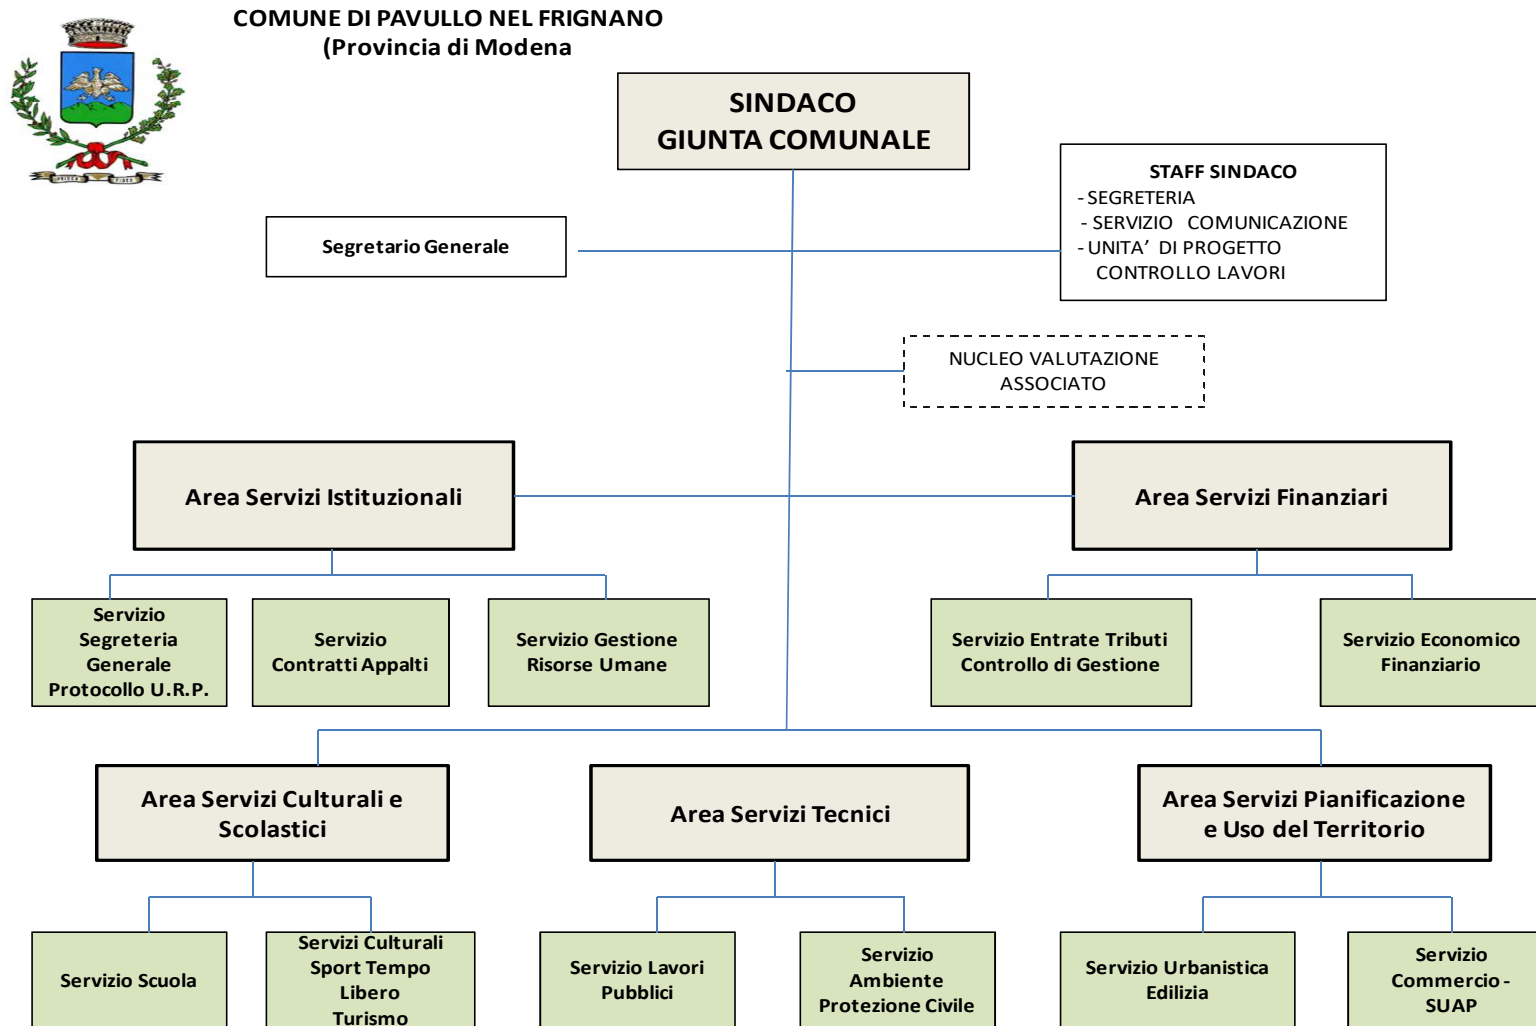 COMUNE DI PAVULLO NEL FRIGNANO
(Provincia di Modena
SINDACO
GIUNTA COMUNALE
STAFF SINDACO
- SEGRETERIA
- SERVIZIO COMUNICAZIONE
- UNITA’ DI PROGETTO
CONTROLLO LAVORI
Segretario Generale
NUCLEO VALUTAZIONE
ASSOCIATO
Area Servizi Istituzionali
Area Servizi Finanziari
Servizio
Segreteria
Generale
Protocollo U.R.P.
Servizio
Contratti Appalti
Servizio Gestione
Risorse Umane
Servizio Entrate Tributi
Controllo di Gestione
Servizio Economico
Finanziario
Area Servizi Culturali e
Scolastici
Area Servizi Tecnici
Area Servizi Pianificazione
e Uso del Territorio
Servizio Scuola
Servizi Culturali
Sport Tempo
Libero
Turismo
Servizio Lavori
Pubblici
Servizio
Ambiente
Protezione Civile
Servizio Urbanistica
Edilizia
Servizio
Commercio -
SUAP